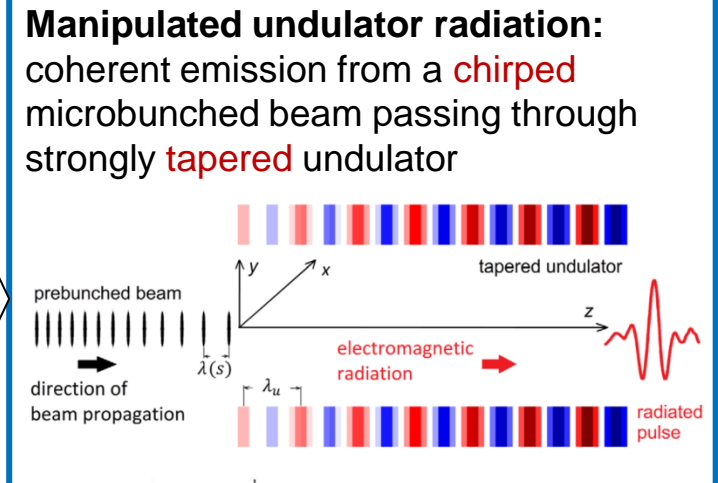 Manipulated undulator radiation:
coherent emission from a chirped
microbunched beam passing through
strongly tapered undulator
y
x
tapered undulator
prebunched beam
z
λ(s)
electromagnetic
radiation
direction of
beam propagation
λu
radiated
pulse